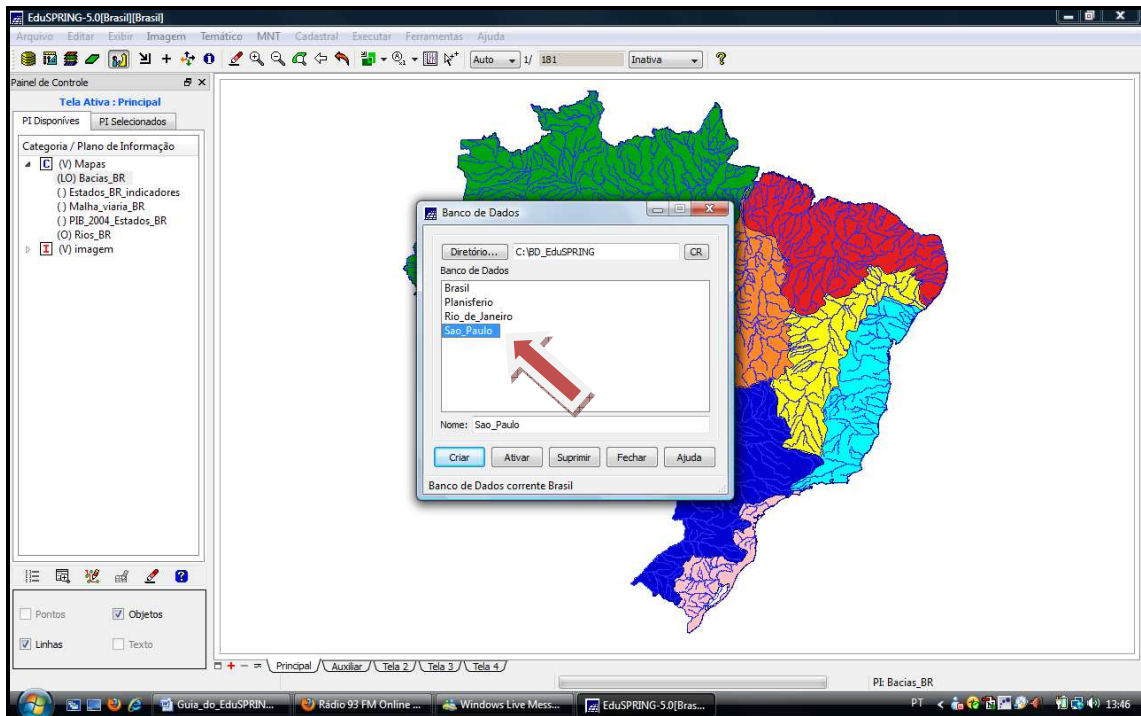 EduSPRING-5.0[Brasil][Brasil]
Arquivo Editar Exibir Imagem Temático MNT Cadastral Executar Ferramentas Ajuda
Auto 1/ 181 Inativa
Painel de Controle
Tela Ativa : Principal
PI Disponíves PI Selecionados
Categoria / Plano de Informação
C (V) Mapas
(LO) Bacias_BR
( ) Estados_BR_indicadores
( ) Malha_viaria_BR
( ) PIB_2004_Estados_BR
(O) Rios_BR
I (V) imagem
Banco de Dados
Diretório... C:\BD_EduSPRING CR
Banco de Dados
Brasil
Planisferio
Rio_de_Janeiro
Sao_Paulo
Nome: Sao_Paulo
Criar Ativar Suprimir Fechar Ajuda
Banco de Dados corrente Brasil
Pontos Objetos
Linhas Texto
Principal Auxiliar Tela 2 Tela 3 Tela 4
PI: Bacias_BR
Guia_do_EduSPRIN... Rádio 93 FM Online ... Windows Live Mess... EduSPRING-5.0[Bras... PT 13:46